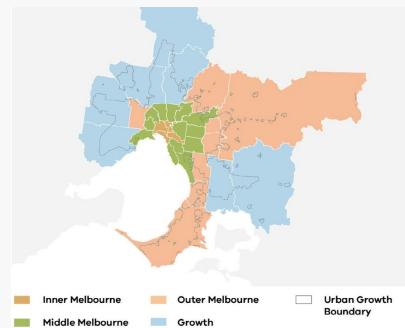 Inner Melbourne
Outer Melbourne
Urban Growth
Boundary
Middle Melbourne
Growth